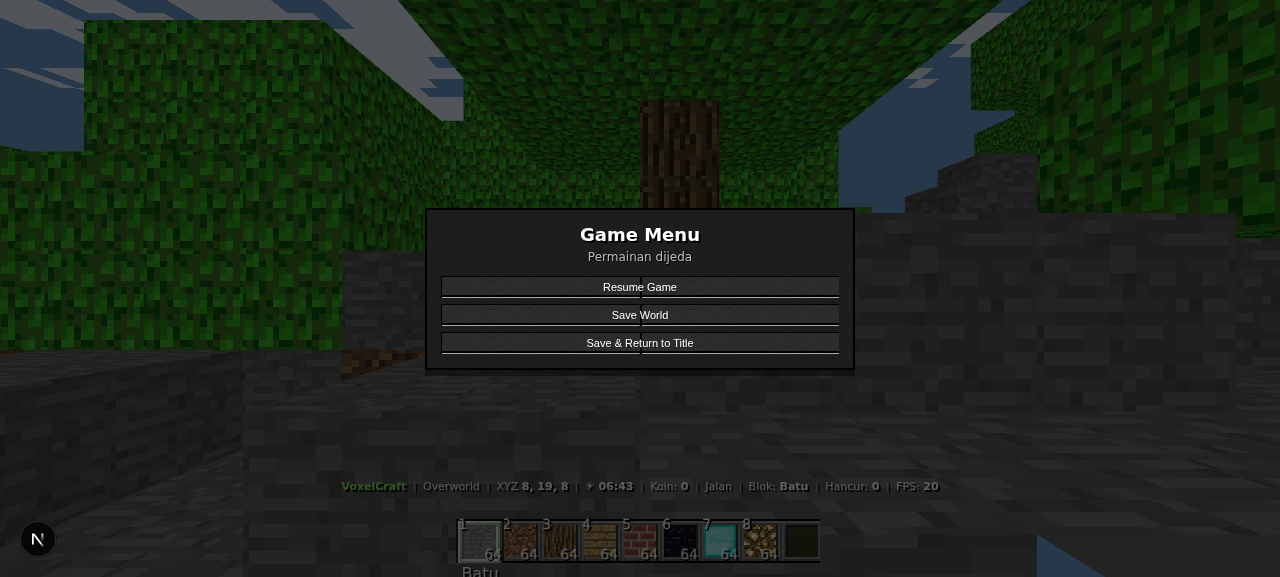 Game Menu
Permainan dijeda
Resume Game
Save World
Save & Return to Title
VoxelCraft | Overworld | XYZ 8, 19, 8 | ☀ 06:43 | Koin: 0 | Jalan | Blok: Batu | Hancur: 0 | FPS: 20
1 2 3 4 5 6 7 8
64 64 64 64 64 64 64 64
Batu
N